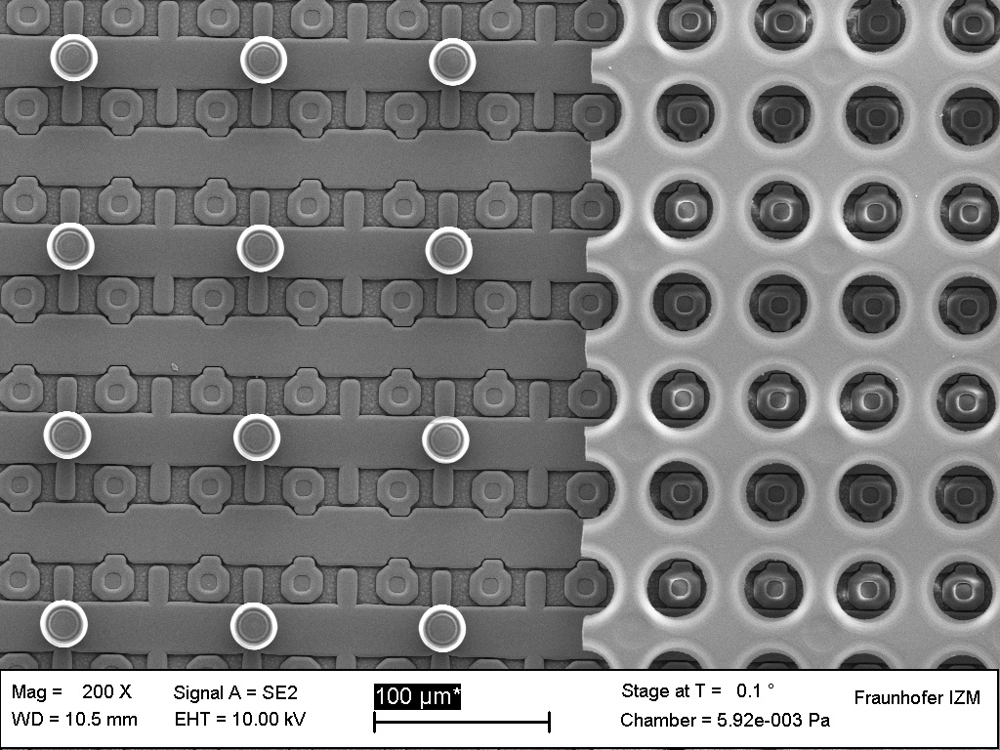 Mag = 200 X
WD = 10.5 mm
Signal A = SE2
EHT = 10.00 kV
100 µm*
Stage at T = 0.1 °
Chamber = 5.92e-003 Pa
Fraunhofer IZM